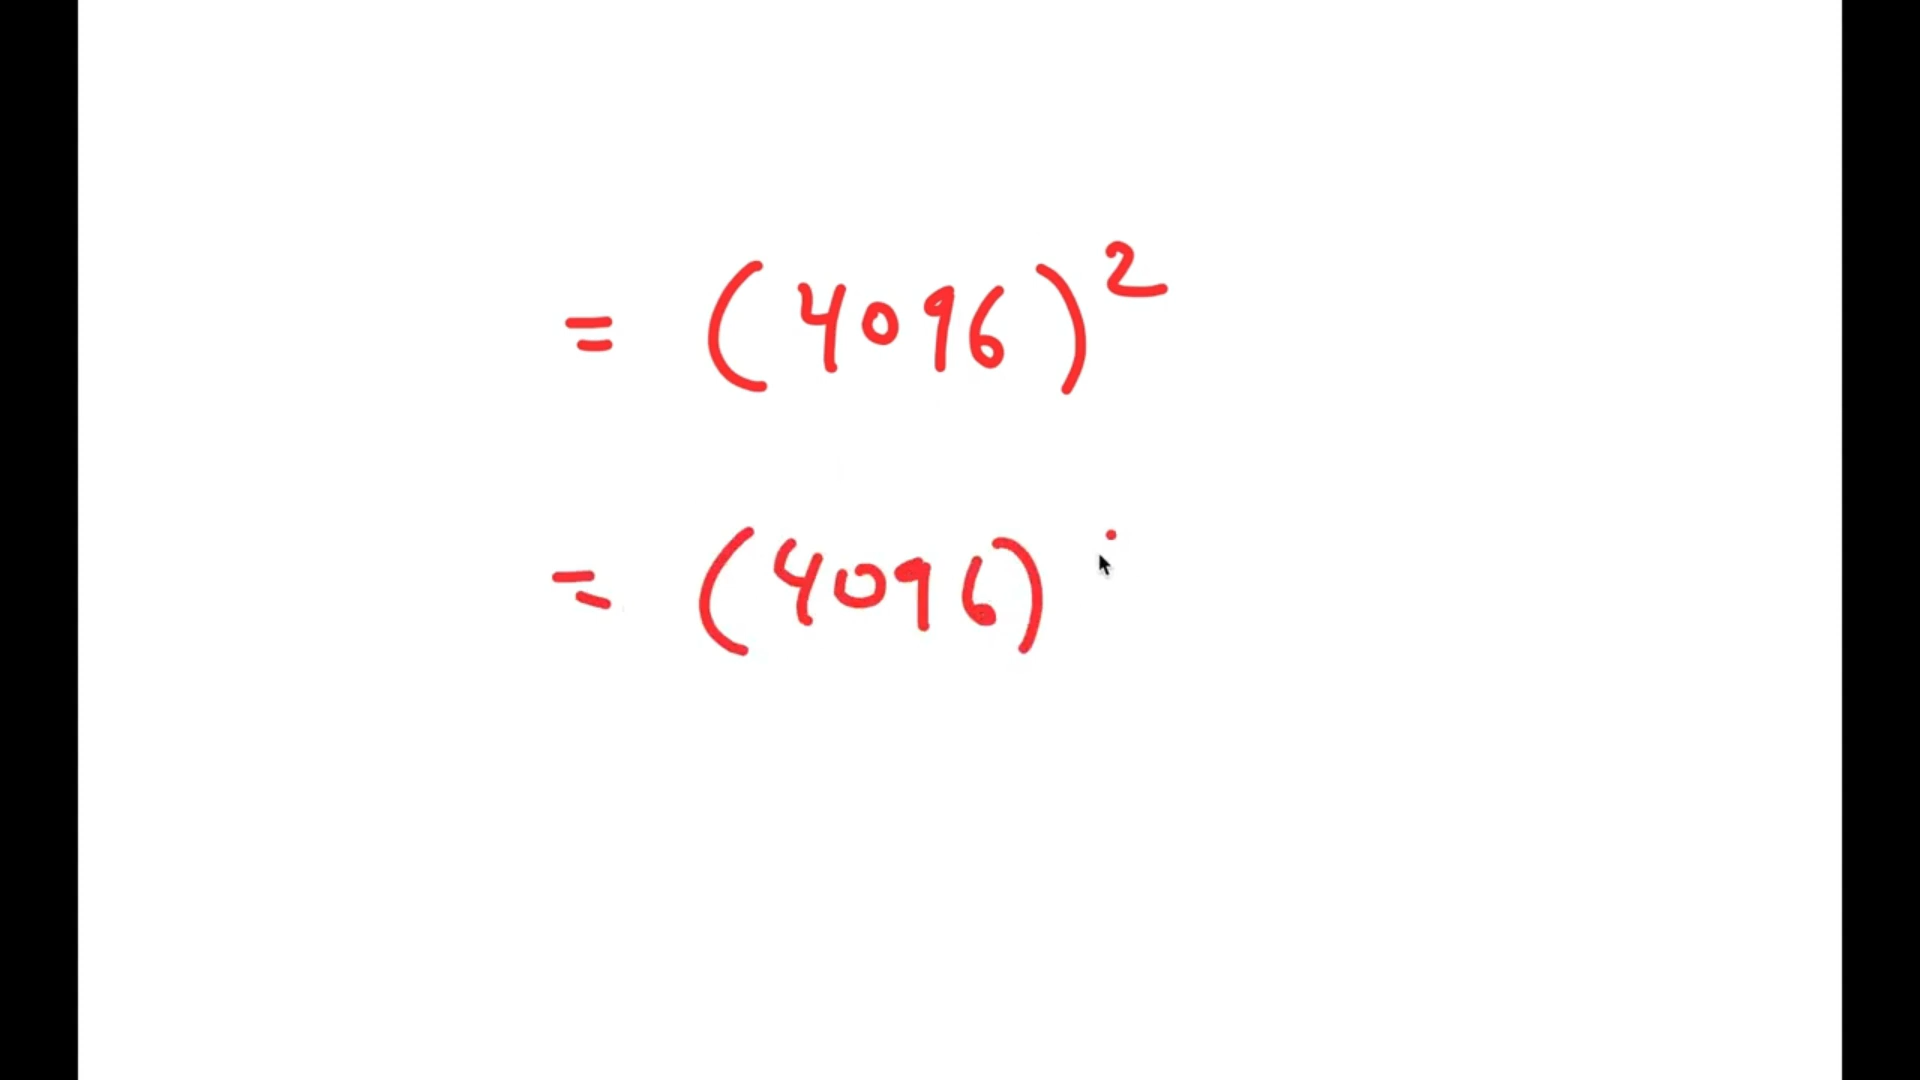 = (4096)²
= (4096)